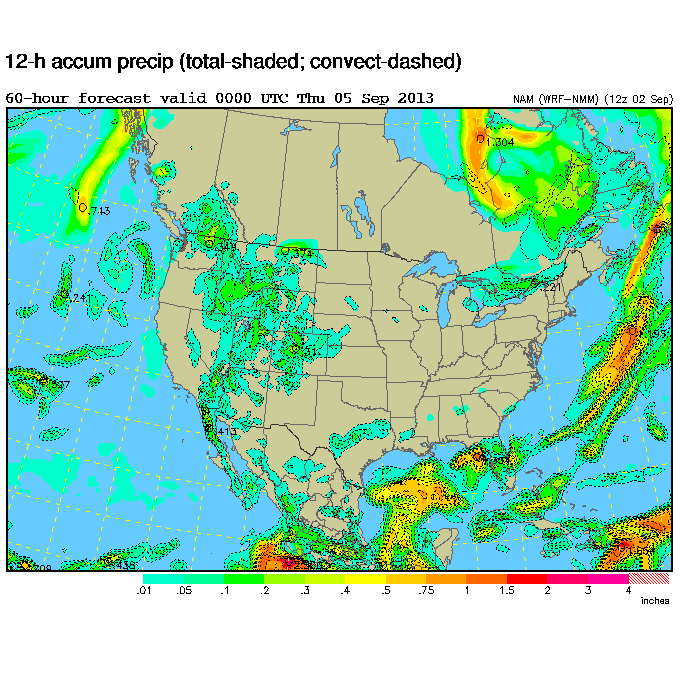 12-h accum precip (total-shaded; convect-dashed)
60-hour forecast valid 0000 UTC Thu 05 Sep 2013
NAM (WRF-NMM) (12z 02 Sep)
1.304
.743
.221
.01 .05 .1 .2 .3 .4 .5 .75 1 1.5 2 3 4
inches